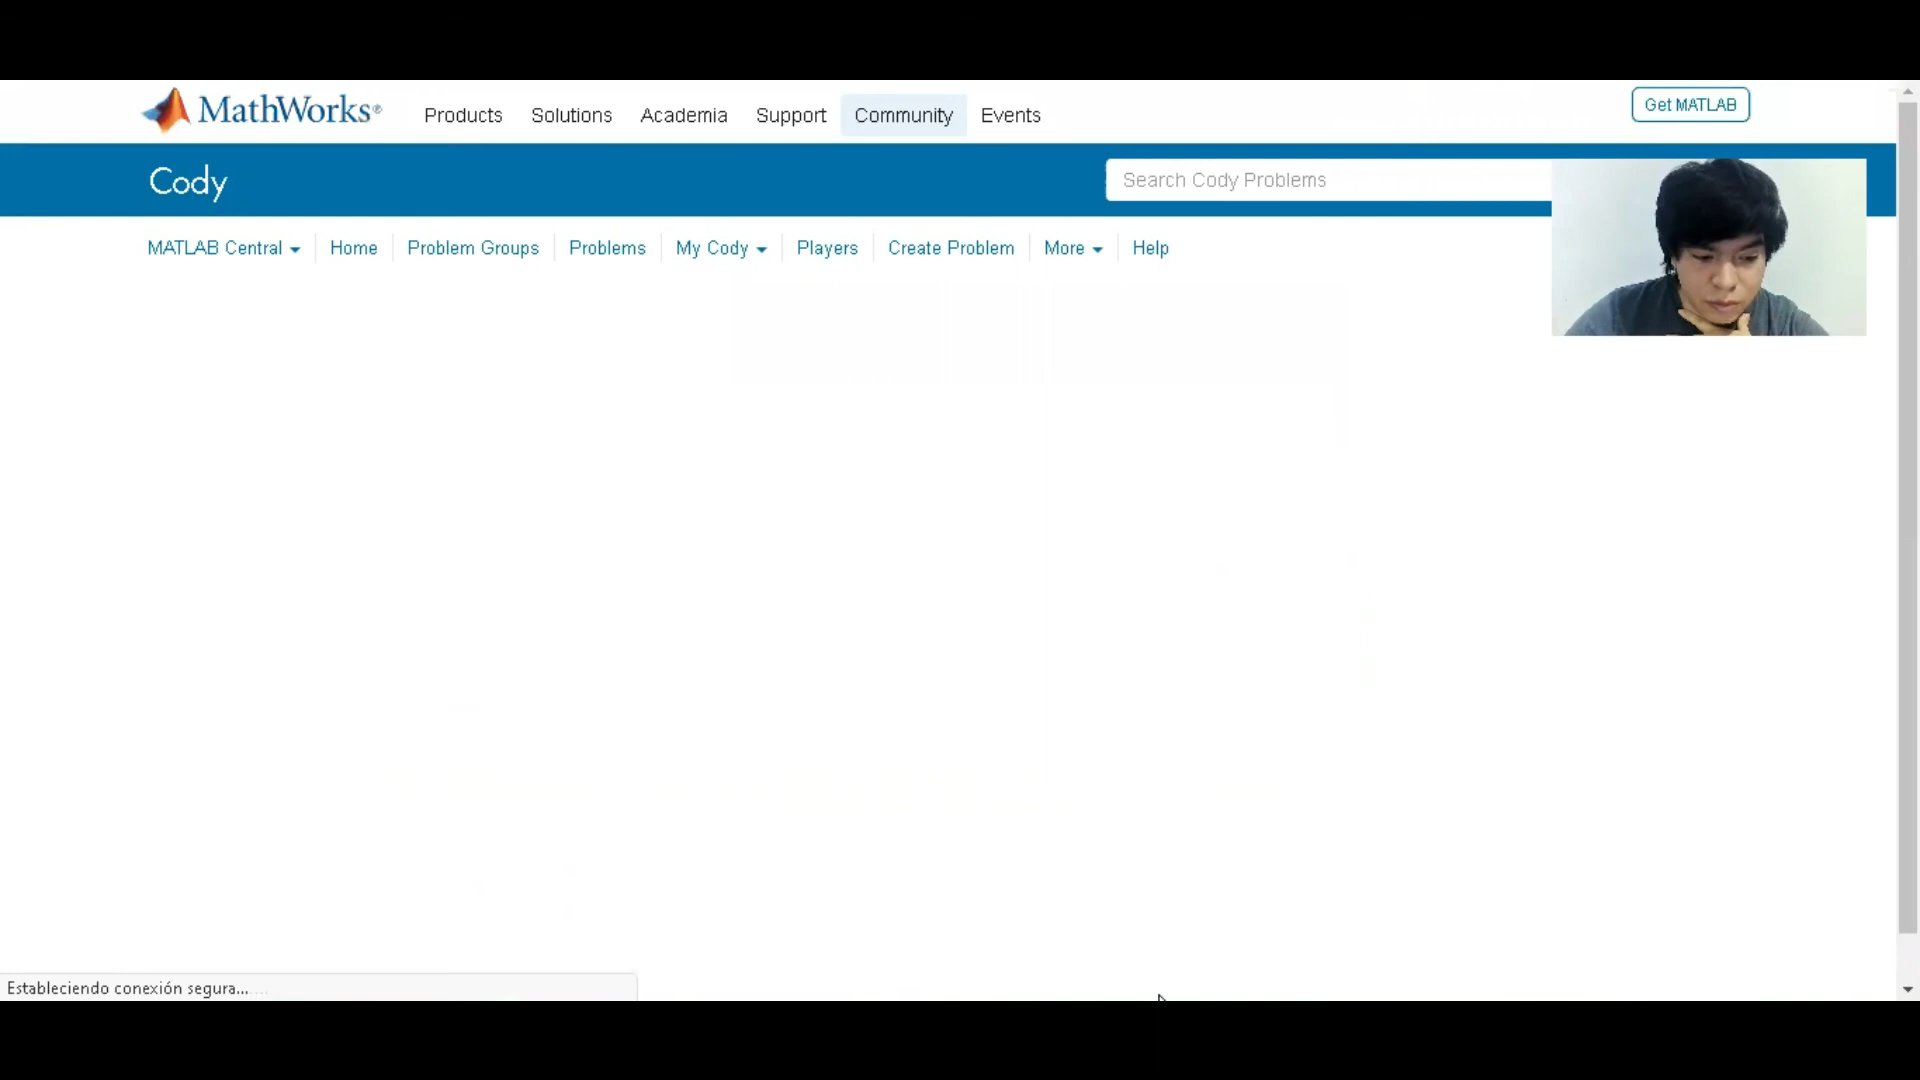 MathWorks®
Products Solutions Academia Support Community Events
Get MATLAB
Cody
Search Cody Problems
MATLAB Central Home Problem Groups Problems My Cody Players Create Problem More Help
Estableciendo conexión segura...